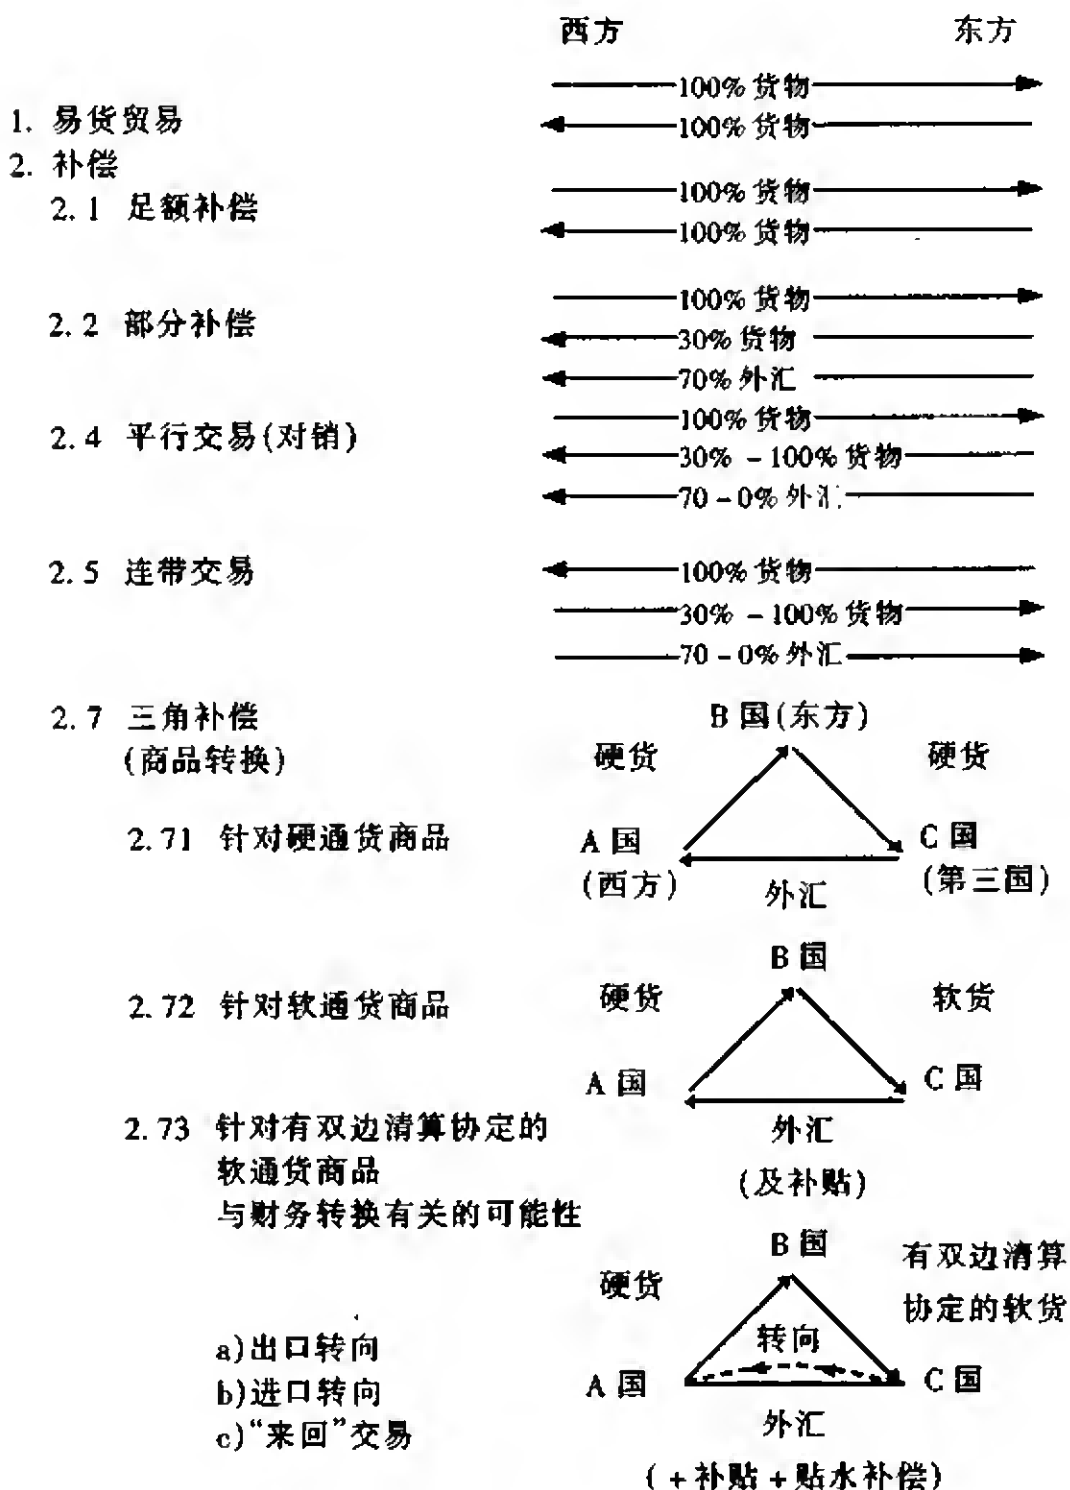 西方 东方
100% 货物
1. 易货贸易
100% 货物
2. 补偿
100% 货物
2.1 足额补偿
100% 货物
100% 货物
2.2 部分补偿
30% 货物
70% 外汇
100% 货物
2.4 平行交易(对销)
30% - 100% 货物
70 - 0% 外汇
2.5 连带交易
100% 货物
30% - 100% 货物
70 - 0% 外汇
2.7 三角补偿
B 国(东方)
(商品转换)
硬货 硬货
2.71 针对硬通货商品
A 国 C 国
(西方) (第三国)
外汇
B 国
2.72 针对软通货商品
硬货 软货
A 国 C 国
2.73 针对有双边清算协定的
外汇
软通货商品
(及补贴)
与财务转换有关的可能性
B 国
有双边清算
硬货
协定的软货
转向
a)出口转向
b)进口转向
A 国 C 国
c)“来回”交易
外汇
( + 补贴 + 贴水补偿)